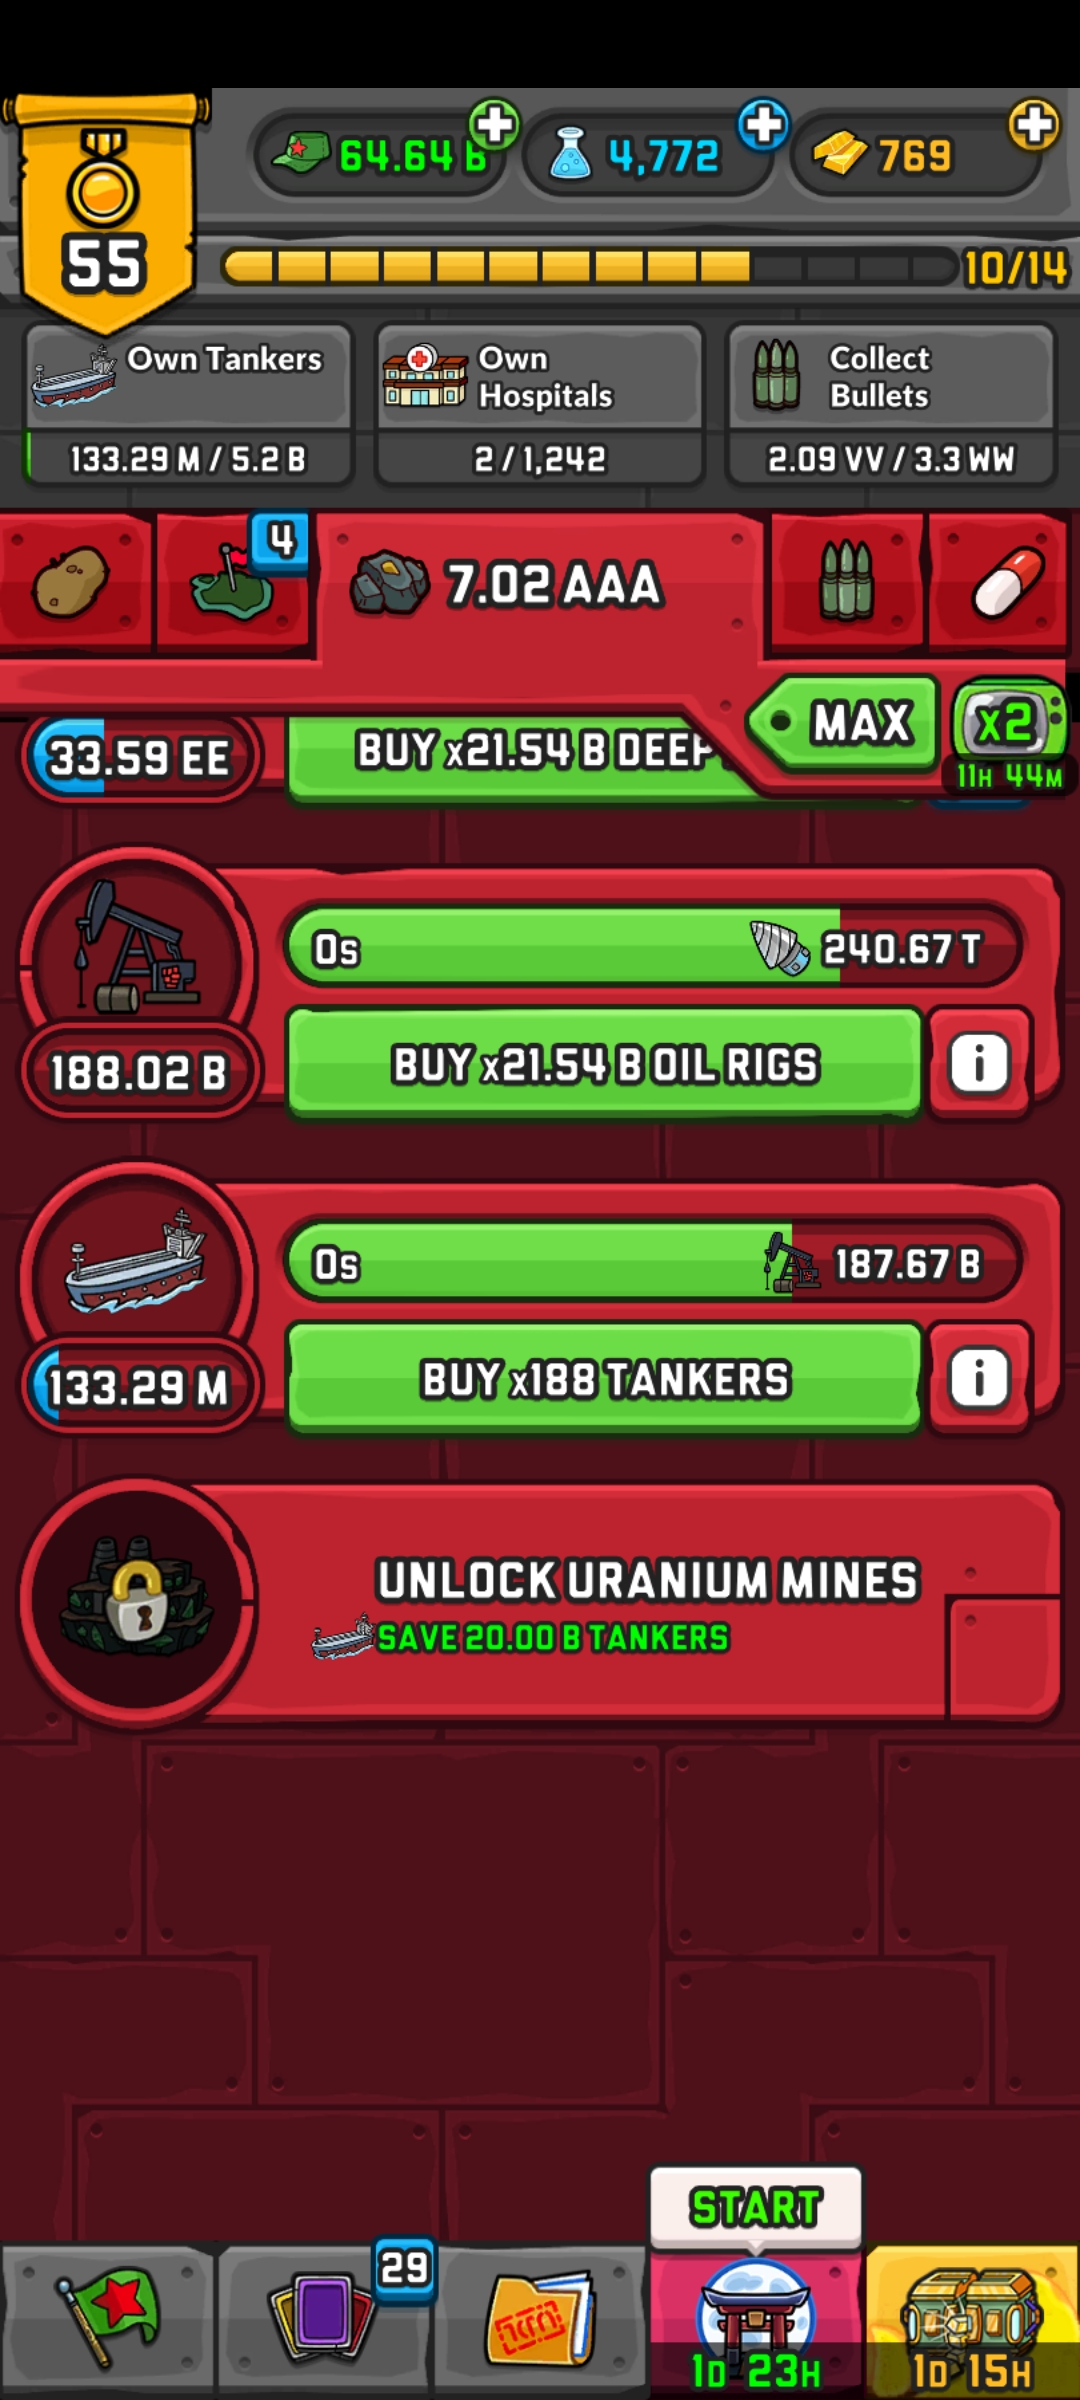 64.64 B
4,772
769
55
10/14
Own Tankers
133.29 M / 5.2 B
Own
Hospitals
2 / 1,242
Collect
Bullets
2.09 VV / 3.3 WW
4
7.02 AAA
MAX
x2
11H 44M
33.59 EE
BUY x21.54 B DEEP
0s
240.67 T
188.02 B
BUY x21.54 B OIL RIGS
i
0s
187.67 B
133.29 M
BUY x188 TANKERS
i
UNLOCK URANIUM MINES
SAVE 20.00 B TANKERS
START
29
1D 23H
1D 15H